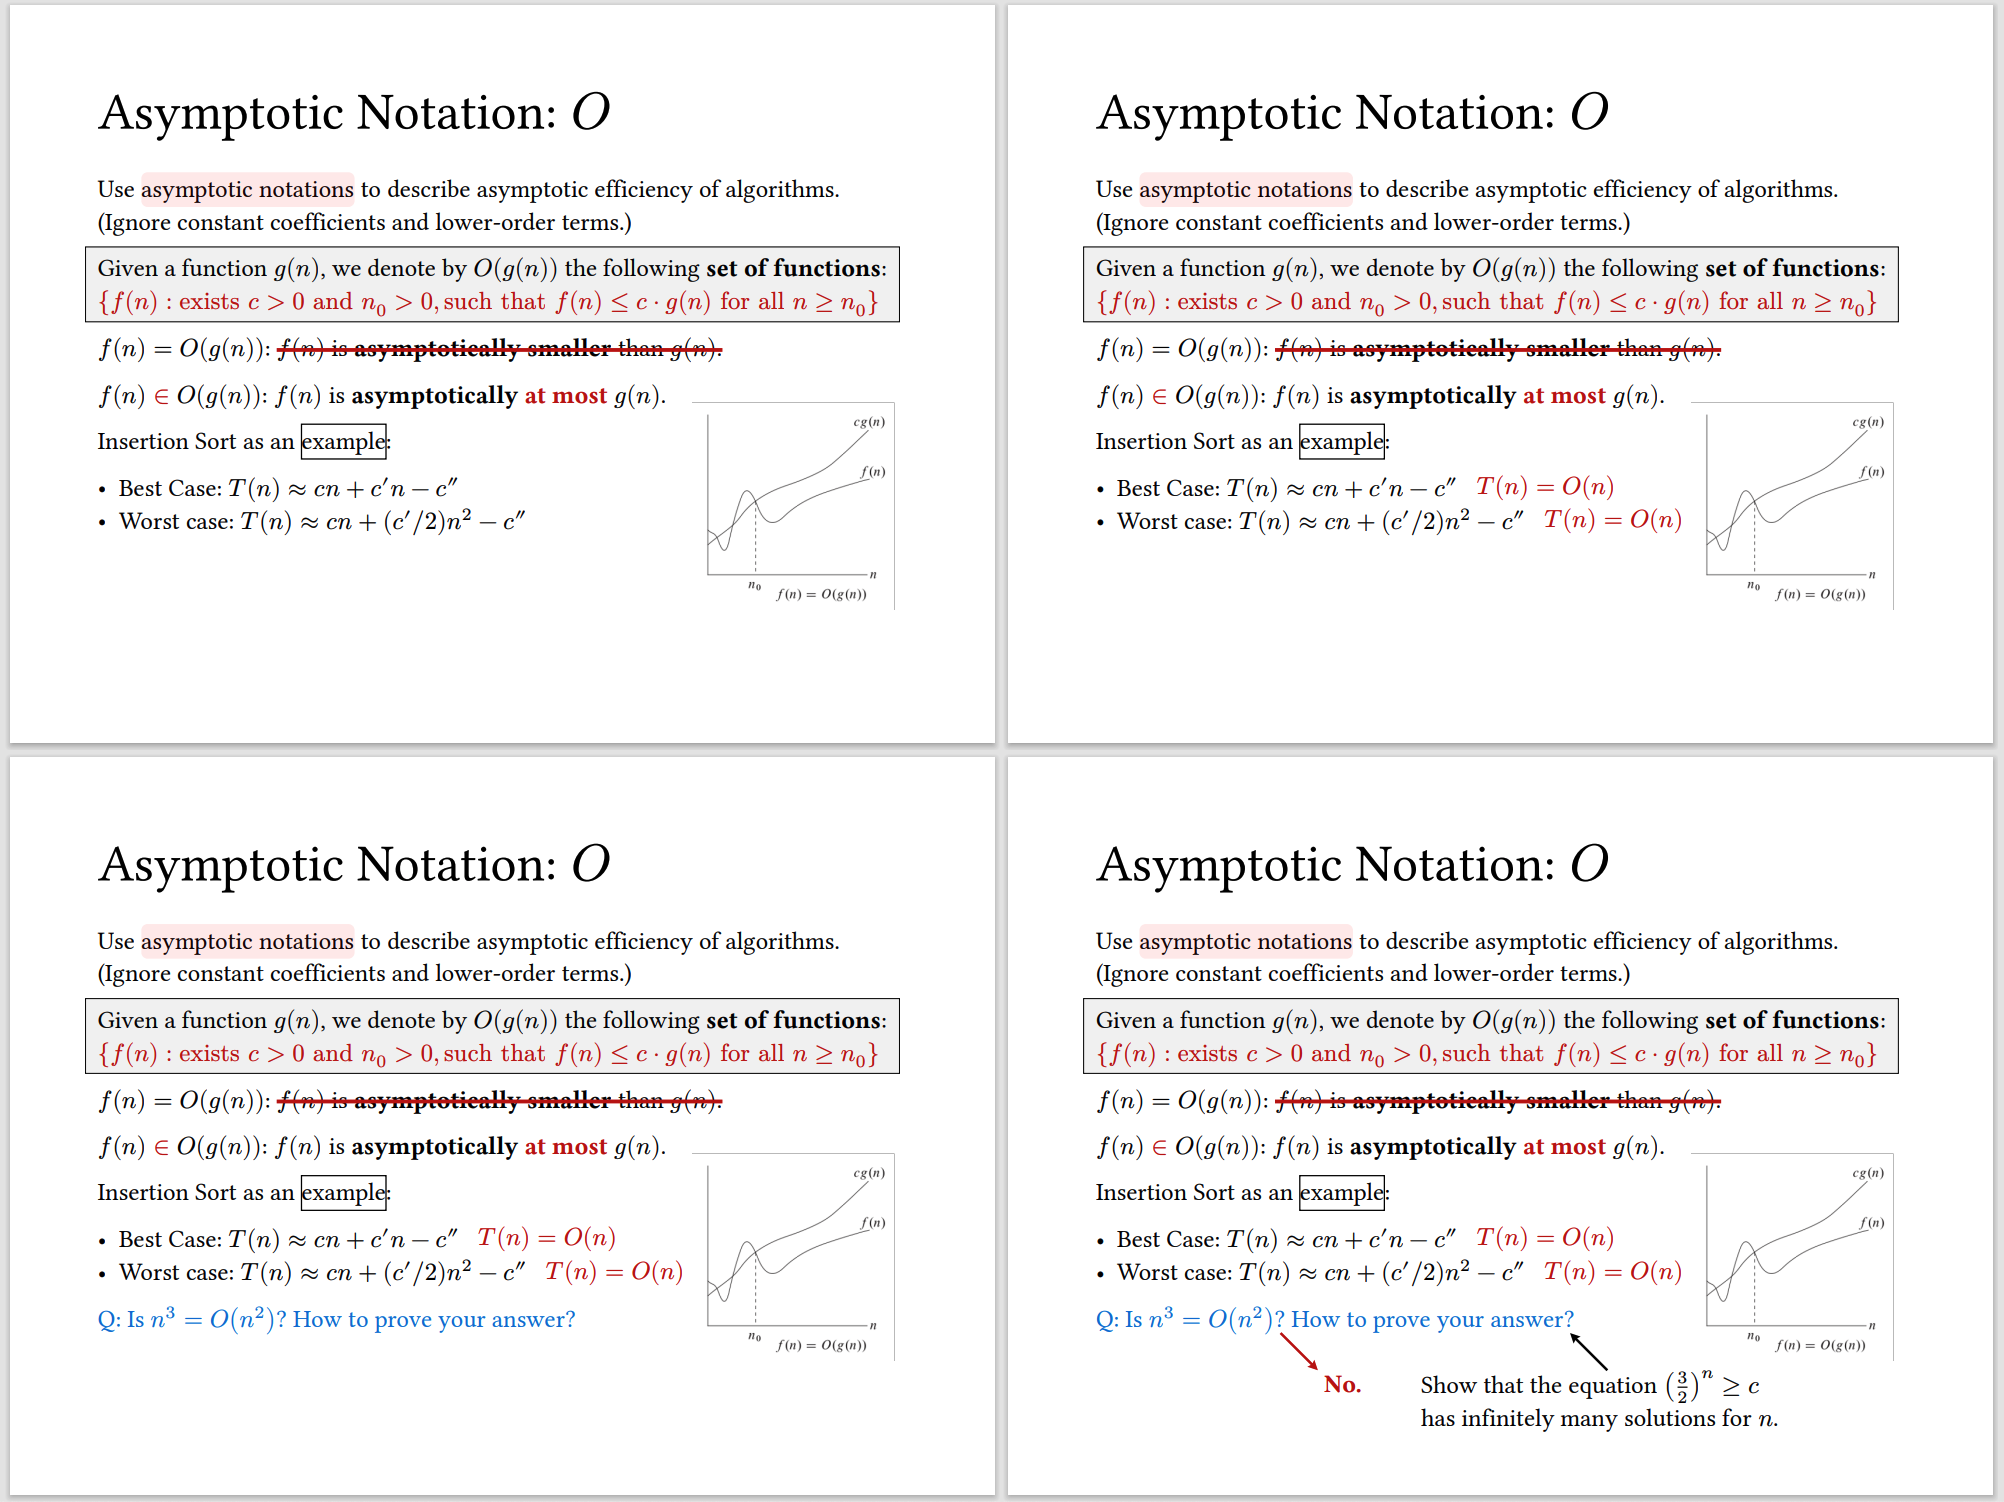 Asymptotic Notation: O
Use asymptotic notations to describe asymptotic efficiency of algorithms.
(Ignore constant coefficients and lower-order terms.)
Given a function g(n), we denote by O(g(n)) the following set of functions:
{f(n) : exists c > 0 and n₀ > 0, such that f(n) ≤ c · g(n) for all n ≥ n₀}
f(n) = O(g(n)): f(n) is asymptotically smaller than g(n).
f(n) ∈ O(g(n)): f(n) is asymptotically at most g(n).
Insertion Sort as an example:
• Best Case: T(n) ≈ cn + c′n − c″
• Worst case: T(n) ≈ cn + (c′/2)n² − c″
cg(n)
f(n)
n
n₀
f(n) = O(g(n))
Asymptotic Notation: O
Use asymptotic notations to describe asymptotic efficiency of algorithms.
(Ignore constant coefficients and lower-order terms.)
Given a function g(n), we denote by O(g(n)) the following set of functions:
{f(n) : exists c > 0 and n₀ > 0, such that f(n) ≤ c · g(n) for all n ≥ n₀}
f(n) = O(g(n)): f(n) is asymptotically smaller than g(n).
f(n) ∈ O(g(n)): f(n) is asymptotically at most g(n).
Insertion Sort as an example:
• Best Case: T(n) ≈ cn + c′n − c″ T(n) = O(n)
• Worst case: T(n) ≈ cn + (c′/2)n² − c″ T(n) = O(n)
cg(n)
f(n)
n
n₀
f(n) = O(g(n))
Asymptotic Notation: O
Use asymptotic notations to describe asymptotic efficiency of algorithms.
(Ignore constant coefficients and lower-order terms.)
Given a function g(n), we denote by O(g(n)) the following set of functions:
{f(n) : exists c > 0 and n₀ > 0, such that f(n) ≤ c · g(n) for all n ≥ n₀}
f(n) = O(g(n)): f(n) is asymptotically smaller than g(n).
f(n) ∈ O(g(n)): f(n) is asymptotically at most g(n).
Insertion Sort as an example:
• Best Case: T(n) ≈ cn + c′n − c″ T(n) = O(n)
• Worst case: T(n) ≈ cn + (c′/2)n² − c″ T(n) = O(n)
Q: Is n³ = O(n²)? How to prove your answer?
cg(n)
f(n)
n
n₀
f(n) = O(g(n))
Asymptotic Notation: O
Use asymptotic notations to describe asymptotic efficiency of algorithms.
(Ignore constant coefficients and lower-order terms.)
Given a function g(n), we denote by O(g(n)) the following set of functions:
{f(n) : exists c > 0 and n₀ > 0, such that f(n) ≤ c · g(n) for all n ≥ n₀}
f(n) = O(g(n)): f(n) is asymptotically smaller than g(n).
f(n) ∈ O(g(n)): f(n) is asymptotically at most g(n).
Insertion Sort as an example:
• Best Case: T(n) ≈ cn + c′n − c″ T(n) = O(n)
• Worst case: T(n) ≈ cn + (c′/2)n² − c″ T(n) = O(n)
Q: Is n³ = O(n²)? How to prove your answer?
cg(n)
f(n)
n
n₀
f(n) = O(g(n))
No.
Show that the equation (3/2)ⁿ ≥ c
has infinitely many solutions for n.